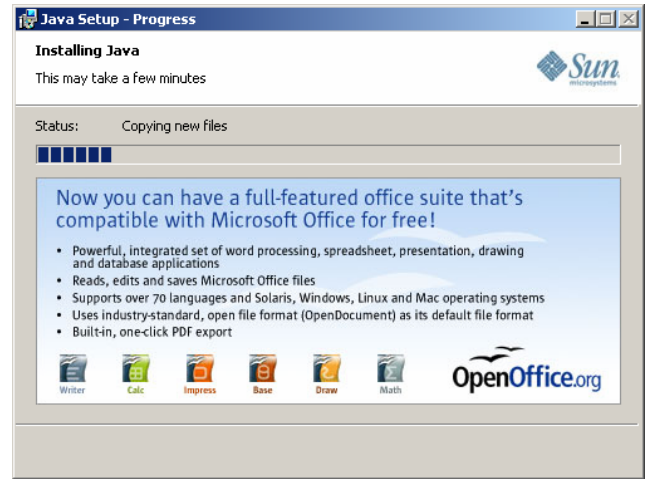 Java Setup - Progress
Installing Java
This may take a few minutes
Sun
microsystems
Status: Copying new files
Now you can have a full-featured office suite that's
compatible with Microsoft Office for free!
• Powerful, integrated set of word processing, spreadsheet, presentation, drawing
and database applications
• Reads, edits and saves Microsoft Office files
• Supports over 70 languages and Solaris, Windows, Linux and Mac operating systems
• Uses industry-standard, open file format (OpenDocument) as its default file format
• Built-in, one-click PDF export
Writer Calc Impress Base Draw Math
OpenOffice.org